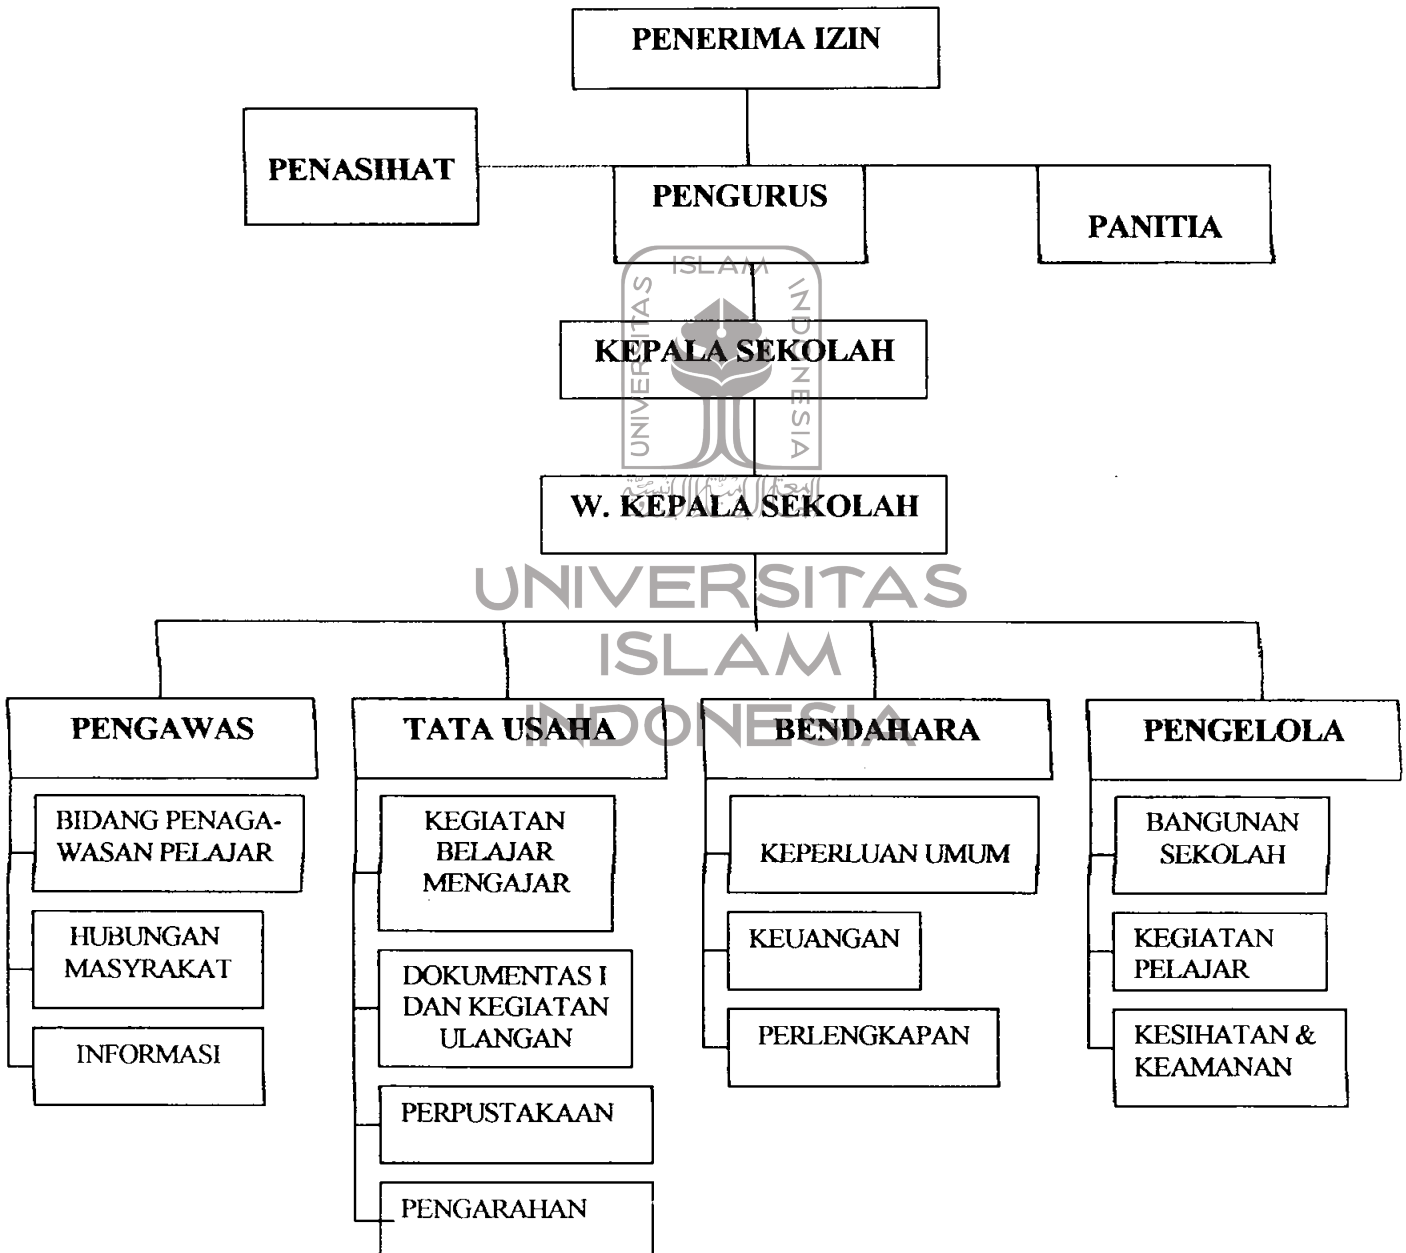 PENERIMA IZIN
PENASIHAT
PENGURUS
PANITIA
UNIVERSITAS
ISLAM
INDONESIA
KEPALA SEKOLAH
W. KEPALA SEKOLAH
UNIVERSITAS
ISLAM
INDONESIA
PENGAWAS
BIDANG PENAGA-
WASAN PELAJAR
HUBUNGAN
MASYRAKAT
INFORMASI
TATA USAHA
KEGIATAN
BELAJAR
MENGAJAR
DOKUMENTAS I
DAN KEGIATAN
ULANGAN
PERPUSTAKAAN
PENGARAHAN
BENDAHARA
KEPERLUAN UMUM
KEUANGAN
PERLENGKAPAN
PENGELOLA
BANGUNAN
SEKOLAH
KEGIATAN
PELAJAR
KESIHATAN &
KEAMANAN